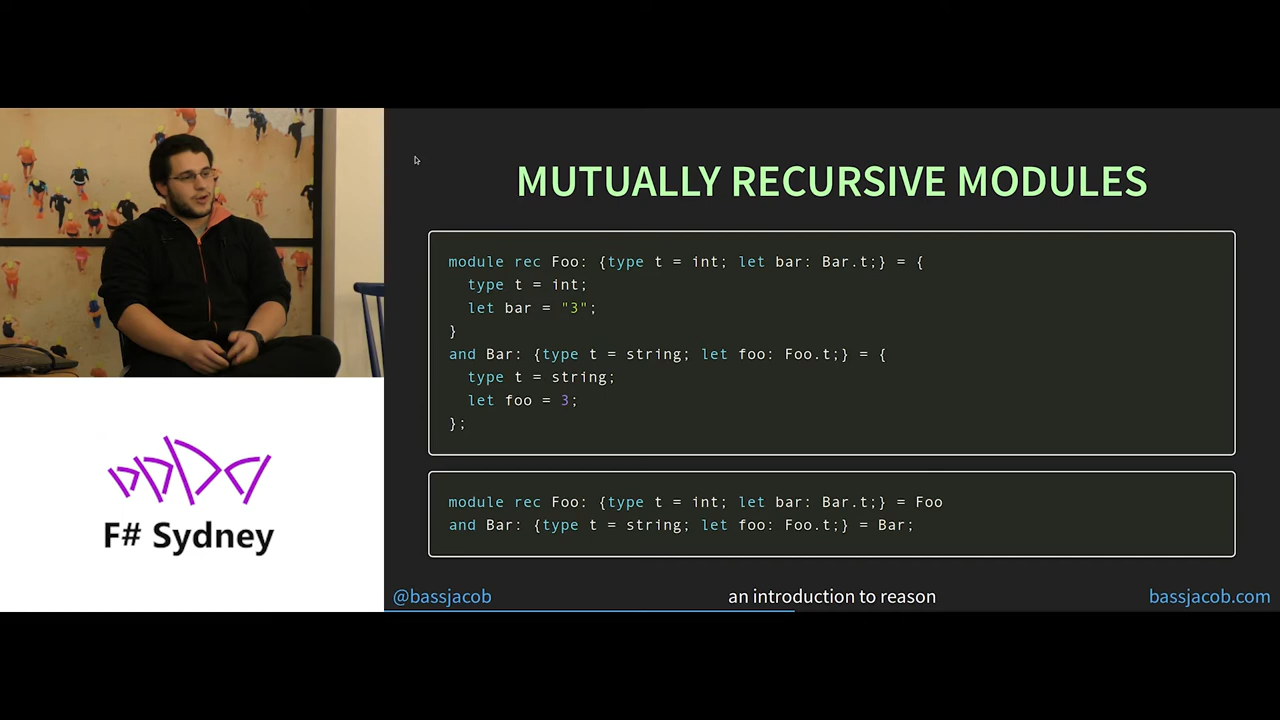 MUTUALLY RECURSIVE MODULES
module rec Foo: {type t = int; let bar: Bar.t;} = {
  type t = int;
  let bar = "3";
}
and Bar: {type t = string; let foo: Foo.t;} = {
  type t = string;
  let foo = 3;
};
module rec Foo: {type t = int; let bar: Bar.t;} = Foo
and Bar: {type t = string; let foo: Foo.t;} = Bar;
F# Sydney
@bassjacob
an introduction to reason
bassjacob.com